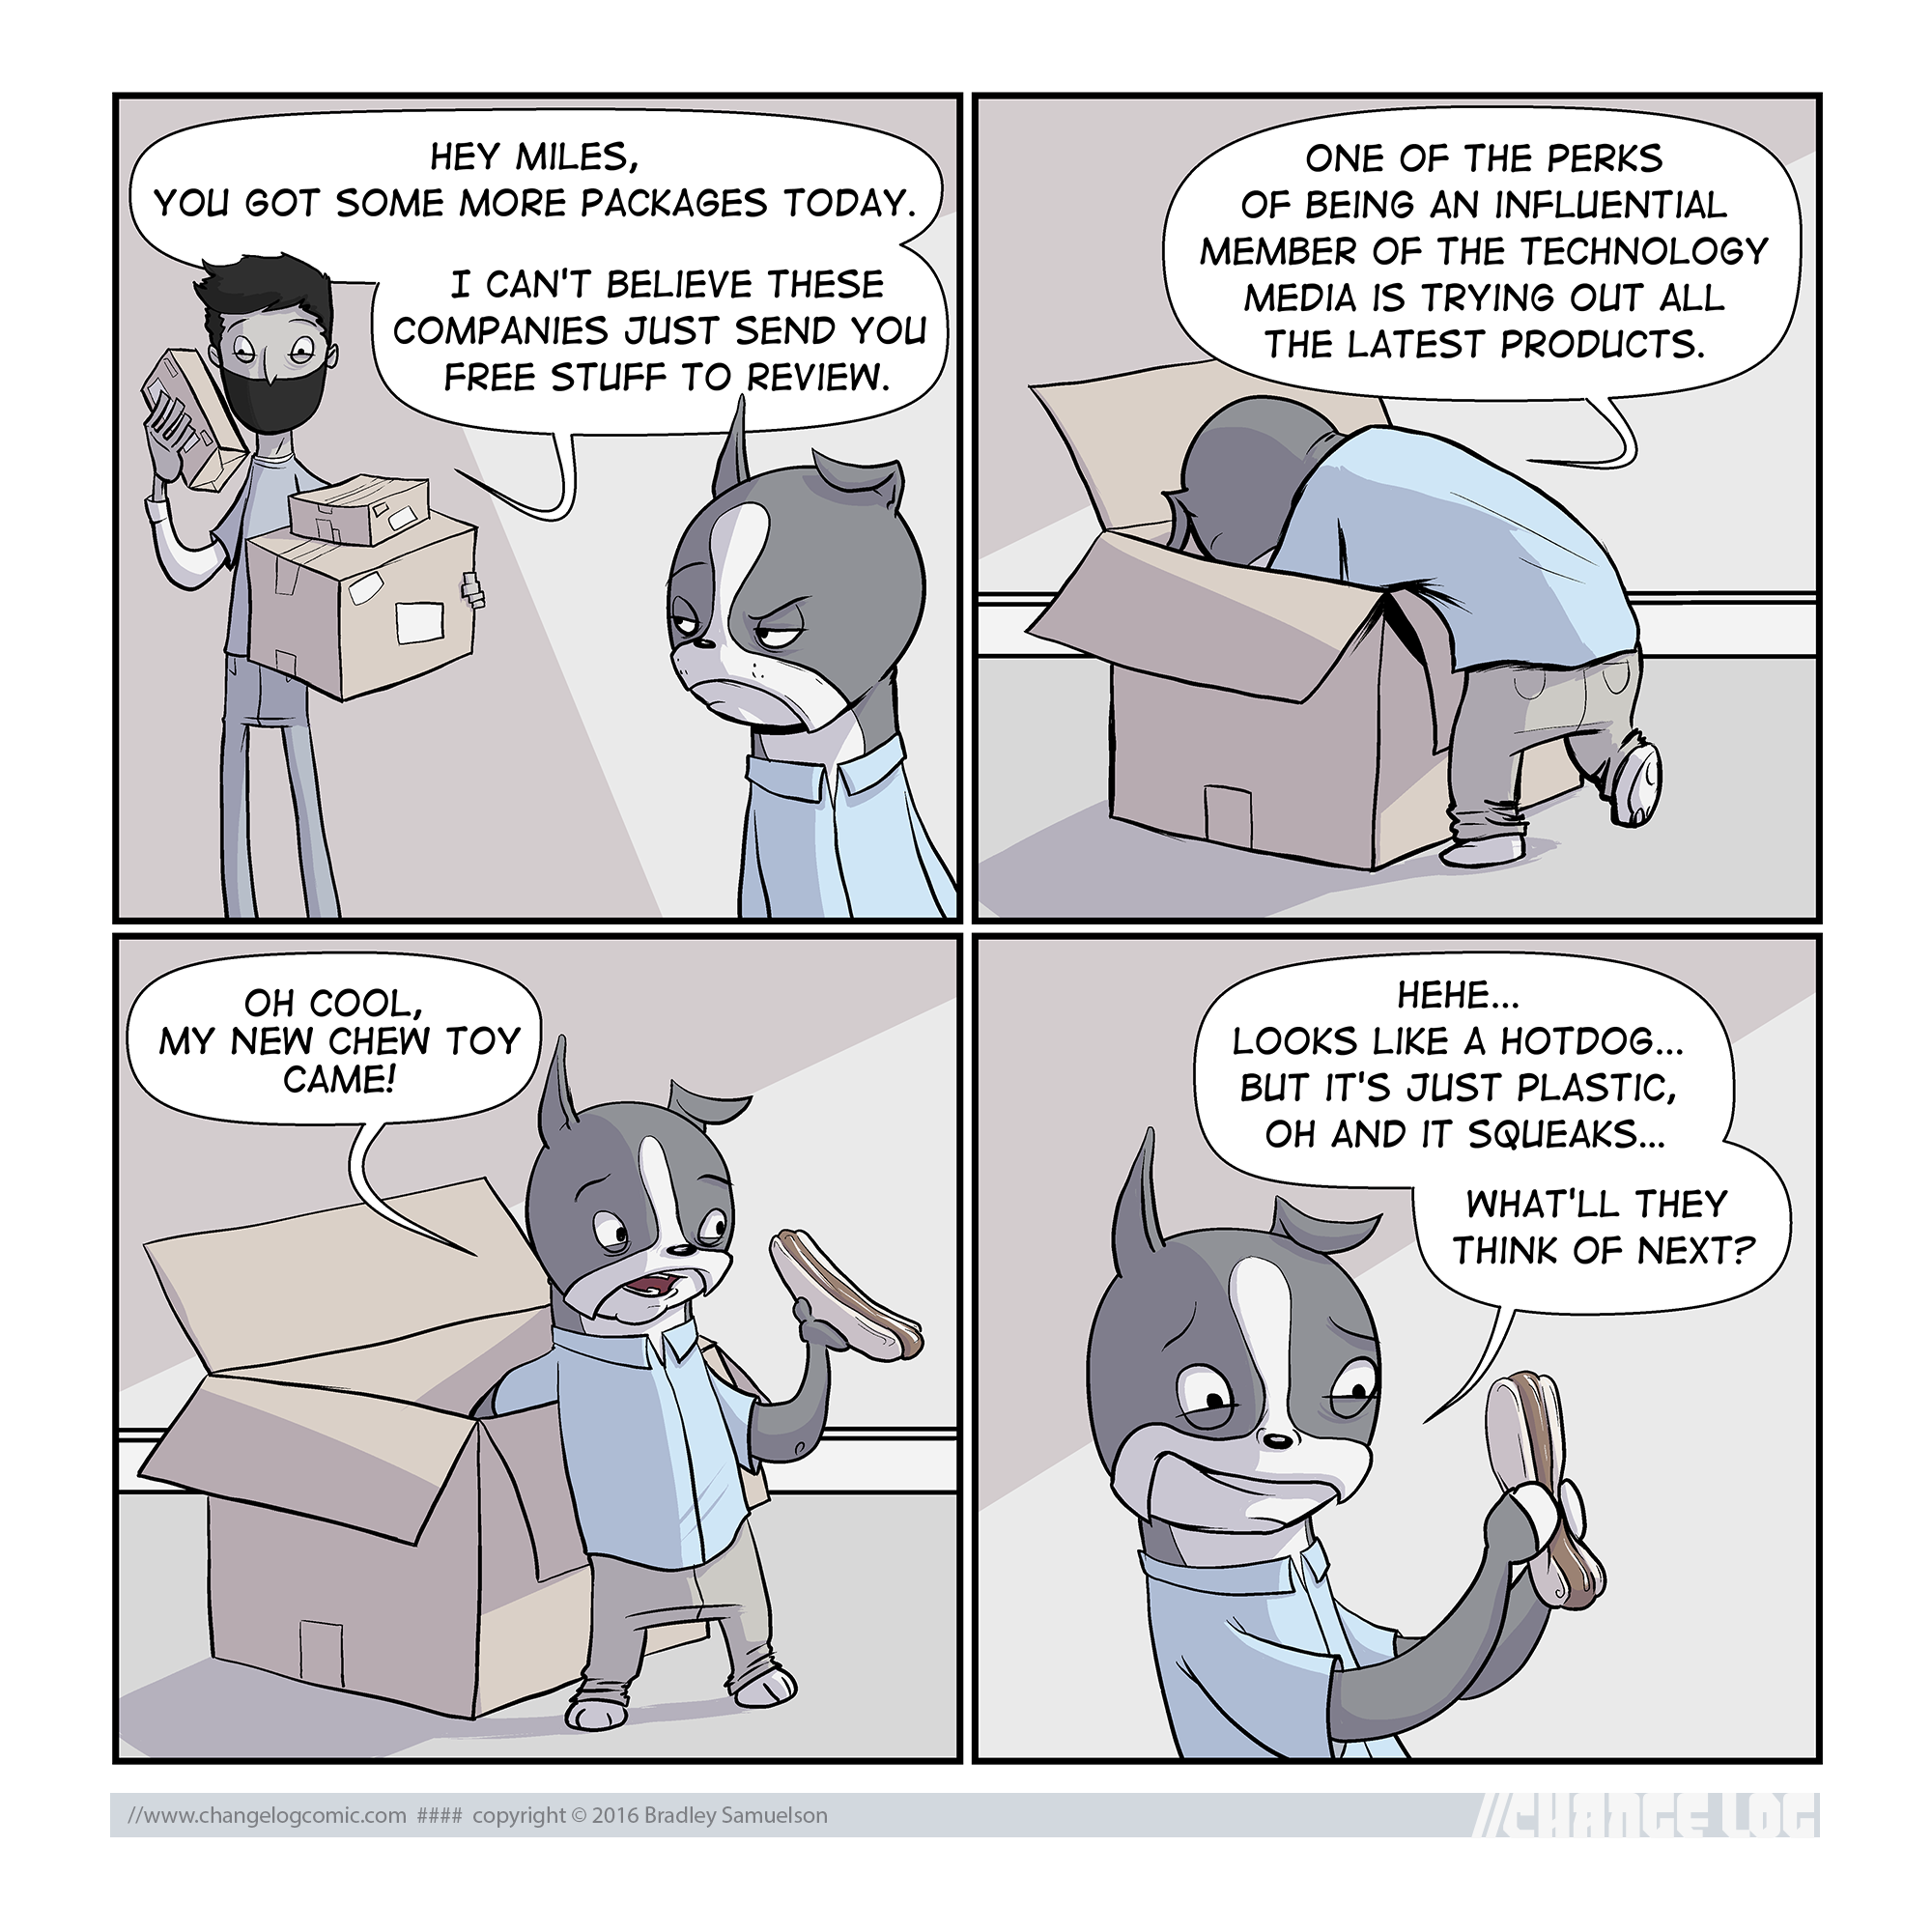 HEY MILES,
YOU GOT SOME MORE PACKAGES TODAY.
I CAN'T BELIEVE THESE
COMPANIES JUST SEND YOU
FREE STUFF TO REVIEW.
ONE OF THE PERKS
OF BEING AN INFLUENTIAL
MEMBER OF THE TECHNOLOGY
MEDIA IS TRYING OUT ALL
THE LATEST PRODUCTS.
OH COOL,
MY NEW CHEW TOY
CAME!
HEHE...
LOOKS LIKE A HOTDOG...
BUT IT'S JUST PLASTIC,
OH AND IT SQUEAKS...
WHAT'LL THEY
THINK OF NEXT?
//www.changelogcomic.com #### copyright © 2016 Bradley Samuelson
//CHANGE LOG